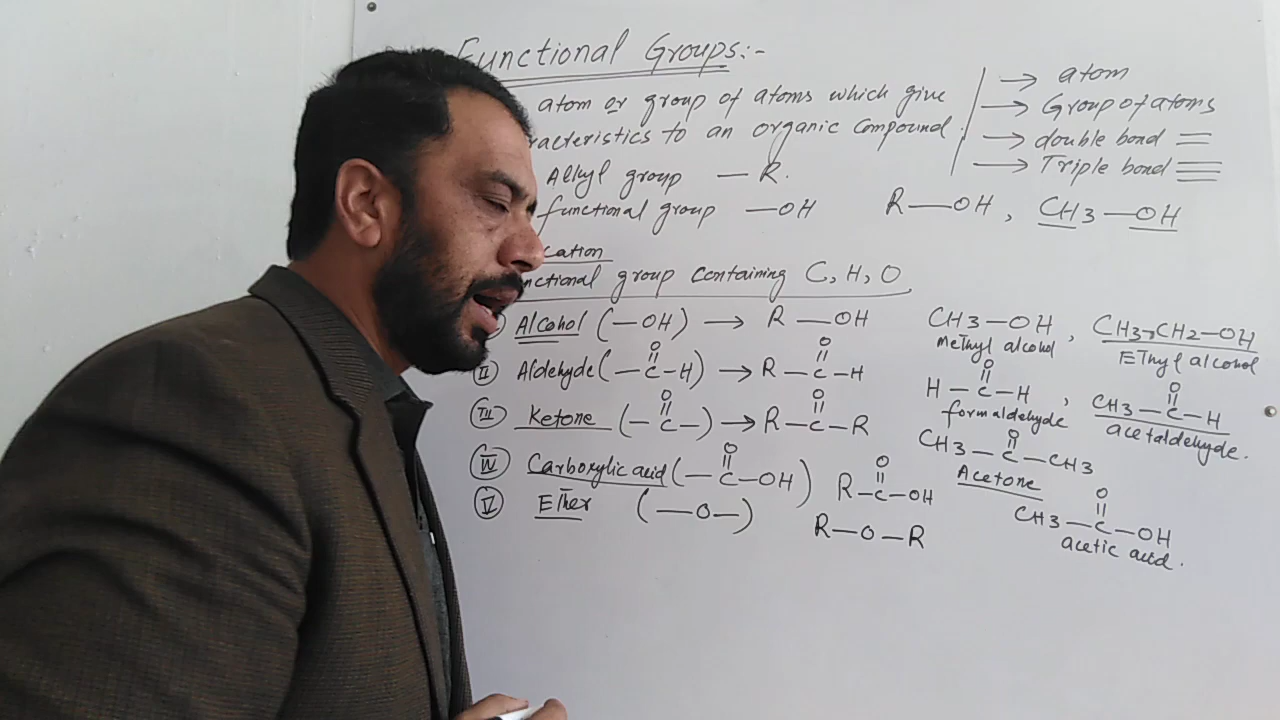 Functional Groups:-
atom or group of atoms which give
racteristics to an organic compound.
→ atom
→ Group of atoms
→ double bond =
→ Triple bond ≡
Alkyl group — R.
functional group —OH R—OH, CH3—OH
cation
nctional group containing C, H, O.
Alcohol (—OH) → R—OH CH3—OH, CH3-CH2—OH
Methyl alcohol Ethyl alcohol
O O O O
|| || || ||
II Aldehyde (—C—H) → R—C—H H—C—H, CH3—C—H
formaldehyde acetaldehyde.
O O O
|| || ||
III Ketone (—C—) → R—C—R CH3—C—CH3
Acetone
O O O
|| || ||
IV Carboxylic acid (—C—OH) R—C—OH CH3—C—OH
acetic acid.
V Ether (—O—) R—O—R